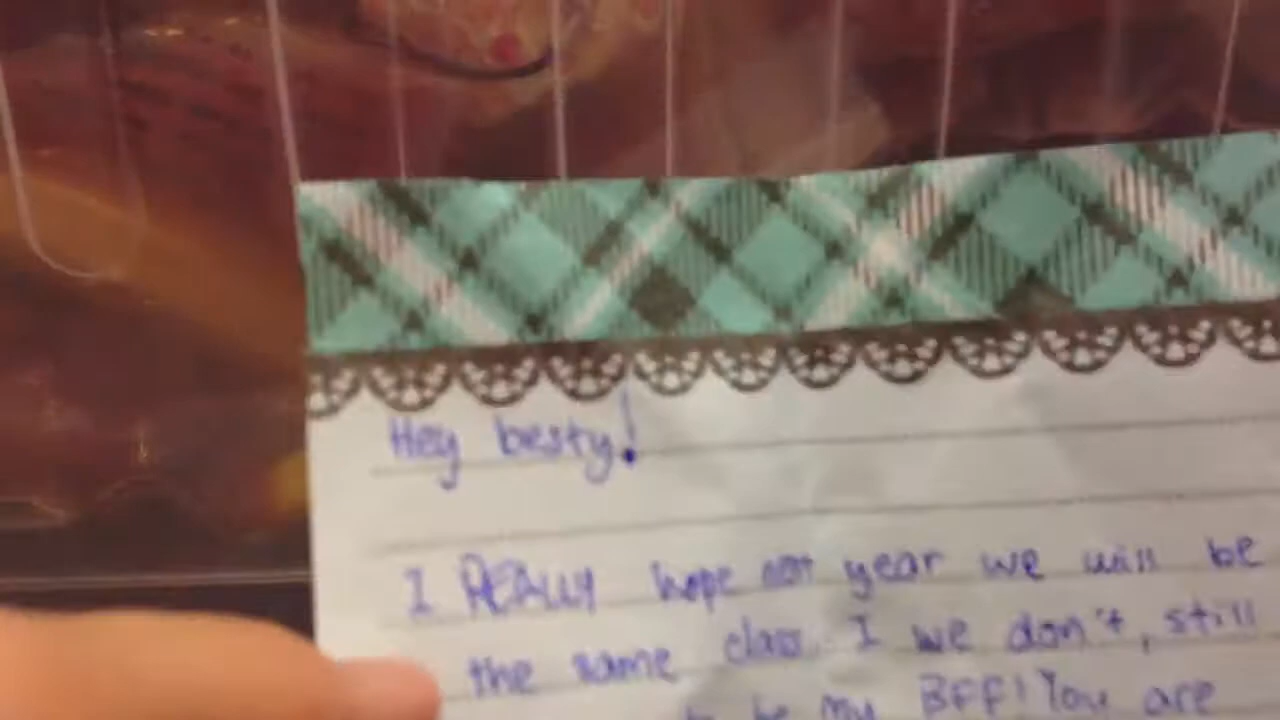 Hey besty!
I REALLY hope year we will be
the same class. I we don't, still
be my BFF! You are